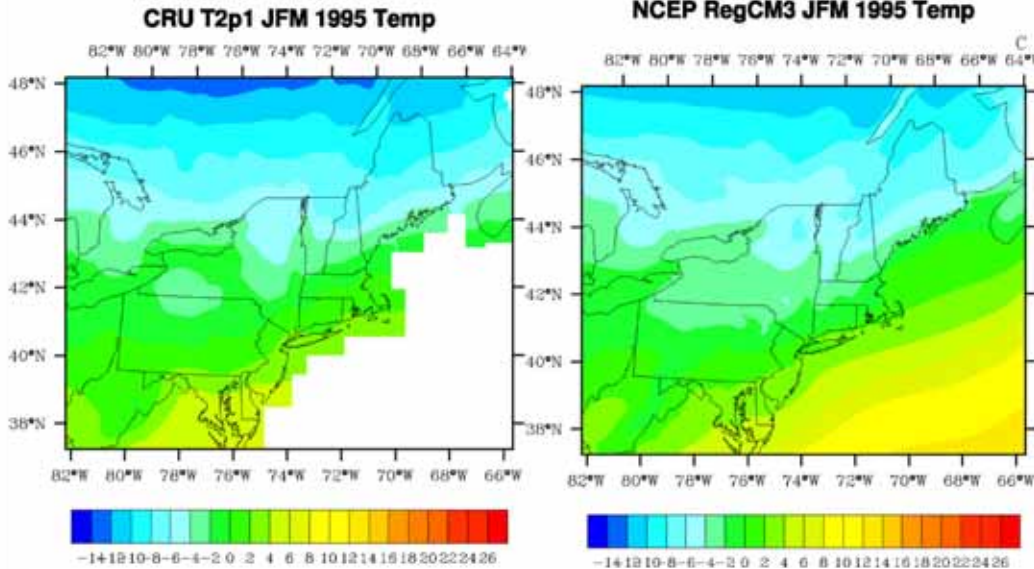 CRU T2p1 JFM 1995 Temp
82°W 80°W 78°W 76°W 74°W 72°W 70°W 68°W 66°W 64°W
48°N
46°N
44°N
42°N
40°N
38°N
82°W 80°W 78°W 76°W 74°W 72°W 70°W 68°W 66°W
-14-12-10-8-6-4-2 0 2 4 6 8 10 12 14 16 18 20 22 24 26
NCEP RegCM3 JFM 1995 Temp
C
82°W 80°W 78°W 76°W 74°W 72°W 70°W 68°W 66°W 64°W
48°N
46°N
44°N
42°N
40°N
38°N
82°W 80°W 78°W 76°W 74°W 72°W 70°W 68°W 66°W
-14-12-10-8-6-4-2 0 2 4 6 8 10 12 14 16 18 20 22 24 26